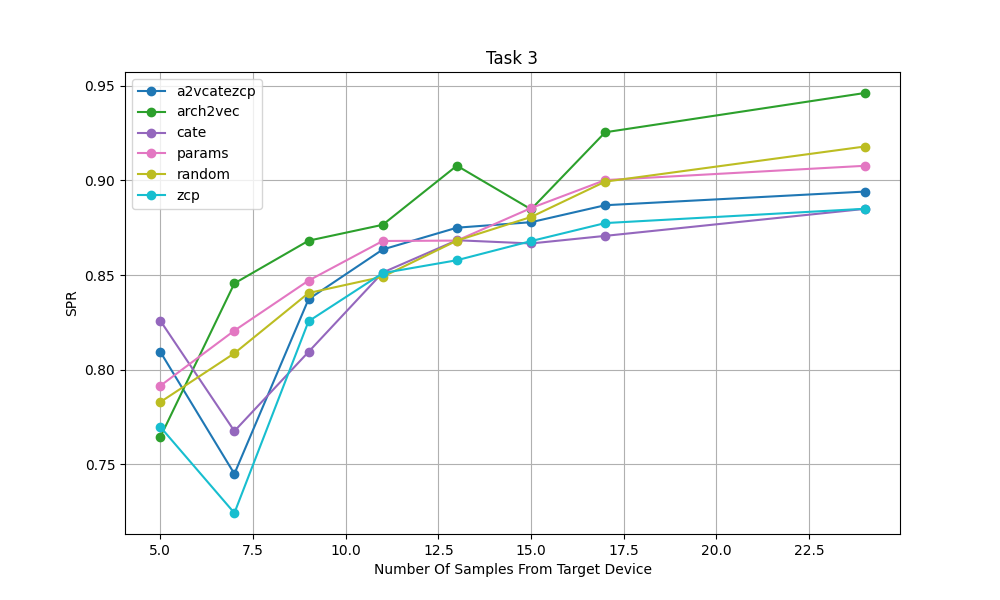 Task 3
a2vcatezcp
arch2vec
cate
params
random
zcp
SPR
0.95
0.90
0.85
0.80
0.75
5.0 7.5 10.0 12.5 15.0 17.5 20.0 22.5
Number Of Samples From Target Device